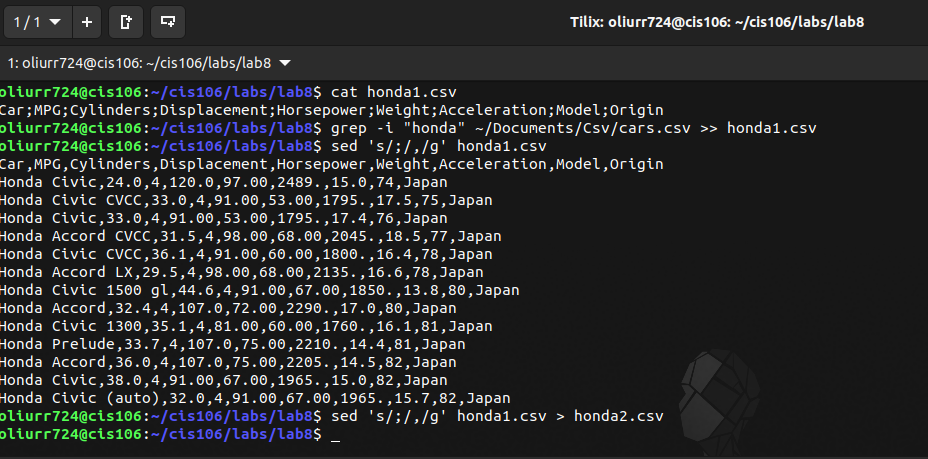 1 / 1
Tilix: oliurr724@cis106: ~/cis106/labs/lab8
1: oliurr724@cis106: ~/cis106/labs/lab8
oliurr724@cis106:~/cis106/labs/lab8$ cat honda1.csv
Car;MPG;Cylinders;Displacement;Horsepower;Weight;Acceleration;Model;Origin
oliurr724@cis106:~/cis106/labs/lab8$ grep -i "honda" ~/Documents/Csv/cars.csv >> honda1.csv
oliurr724@cis106:~/cis106/labs/lab8$ sed 's/;/,/g' honda1.csv
Car,MPG,Cylinders,Displacement,Horsepower,Weight,Acceleration,Model,Origin
Honda Civic,24.0,4,120.0,97.00,2489.,15.0,74,Japan
Honda Civic CVCC,33.0,4,91.00,53.00,1795.,17.5,75,Japan
Honda Civic,33.0,4,91.00,53.00,1795.,17.4,76,Japan
Honda Accord CVCC,31.5,4,98.00,68.00,2045.,18.5,77,Japan
Honda Civic CVCC,36.1,4,91.00,60.00,1800.,16.4,78,Japan
Honda Accord LX,29.5,4,98.00,68.00,2135.,16.6,78,Japan
Honda Civic 1500 gl,44.6,4,91.00,67.00,1850.,13.8,80,Japan
Honda Accord,32.4,4,107.0,72.00,2290.,17.0,80,Japan
Honda Civic 1300,35.1,4,81.00,60.00,1760.,16.1,81,Japan
Honda Prelude,33.7,4,107.0,75.00,2210.,14.4,81,Japan
Honda Accord,36.0,4,107.0,75.00,2205.,14.5,82,Japan
Honda Civic,38.0,4,91.00,67.00,1965.,15.0,82,Japan
Honda Civic (auto),32.0,4,91.00,67.00,1965.,15.7,82,Japan
oliurr724@cis106:~/cis106/labs/lab8$ sed 's/;/,/g' honda1.csv > honda2.csv
oliurr724@cis106:~/cis106/labs/lab8$ _